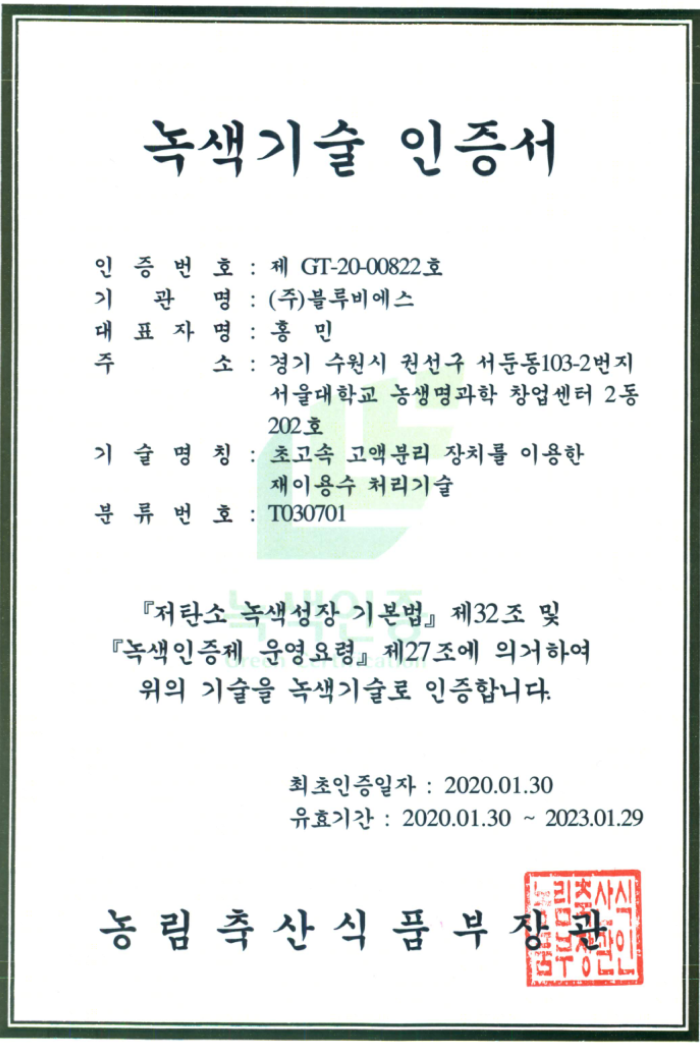 녹색기술 인증서
인 증 번 호 : 제 GT-20-00822호
기 관 명 : (주)블루비에스
대 표 자 명 : 홍 민
주 소 : 경기 수원시 권선구 서둔동103-2번지
서울대학교 농생명과학 창업센터 2동
202호
기 술 명 칭 : 초고속 고액분리 장치를 이용한
재이용수 처리기술
분 류 번 호 : T030701
녹색인증
Green Certification
『저탄소 녹색성장 기본법』 제32조 및
『녹색인증제 운영요령』 제27조에 의거하여
위의 기술을 녹색기술로 인증합니다.
최초인증일자 : 2020.01.30
유효기간 : 2020.01.30 ~ 2023.01.29
농 림 축 산 식 품 부 장 관
농림축산식
품부장관인